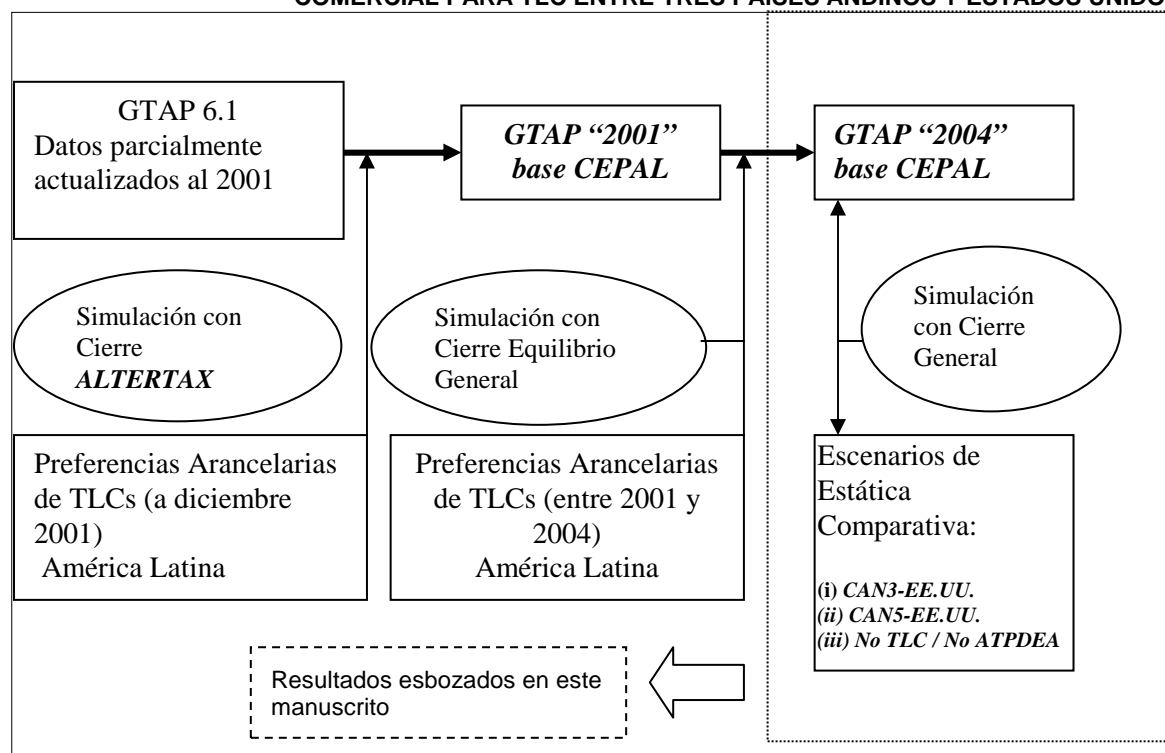 COMERCIAL PARA TLC ENTRE TRES PAÍSES ANDINOS Y ESTADOS UNIDO
GTAP 6.1
Datos parcialmente
actualizados al 2001
GTAP “2001”
base CEPAL
GTAP “2004”
base CEPAL
Simulación con
Cierre
ALTERTAX
Simulación con
Cierre Equilibrio
General
Simulación
con Cierre
General
Preferencias Arancelarias
de TLCs (a diciembre
2001)
América Latina
Preferencias Arancelarias
de TLCs (entre 2001 y
2004)
América Latina
Escenarios de
Estática
Comparativa:
(i) CAN3-EE.UU.
(ii) CAN5-EE.UU.
(iii) No TLC / No ATPDEA
Resultados esbozados en este
manuscrito